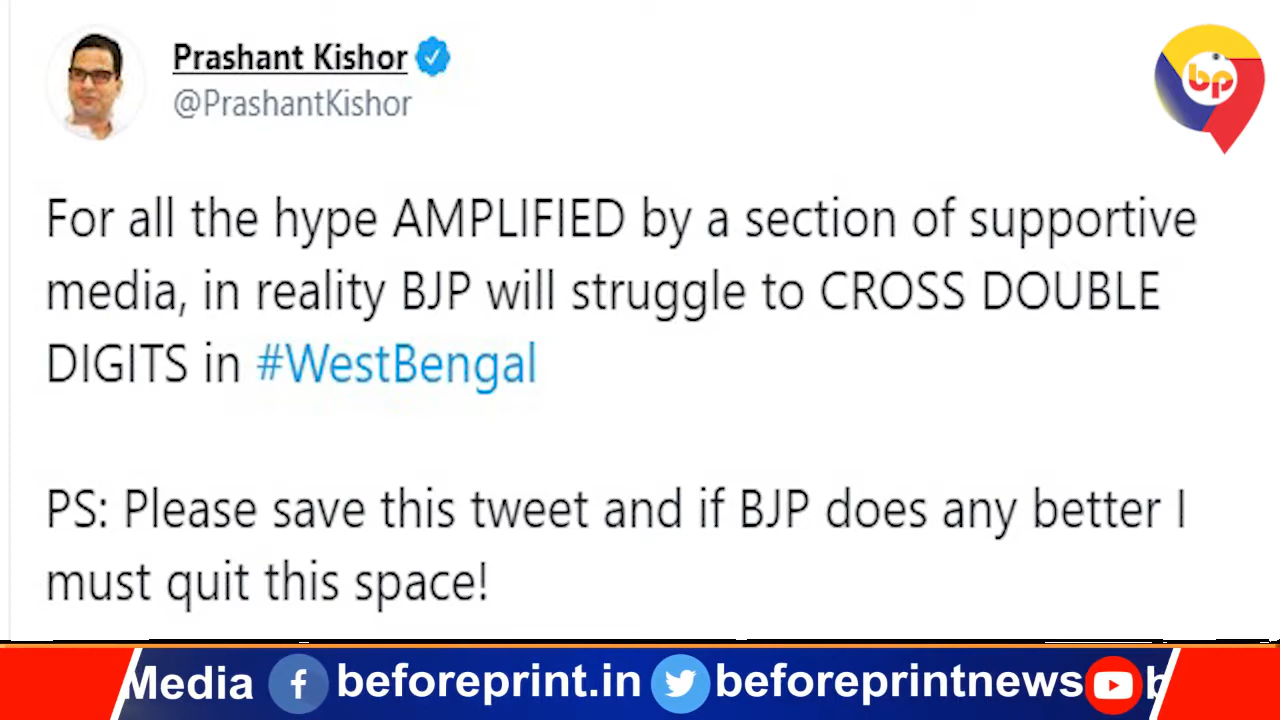 Prashant Kishor
@PrashantKishor
bp
For all the hype AMPLIFIED by a section of supportive
media, in reality BJP will struggle to CROSS DOUBLE
DIGITS in #WestBengal
PS: Please save this tweet and if BJP does any better I
must quit this space!
Media f beforeprint.in beforeprintnews b